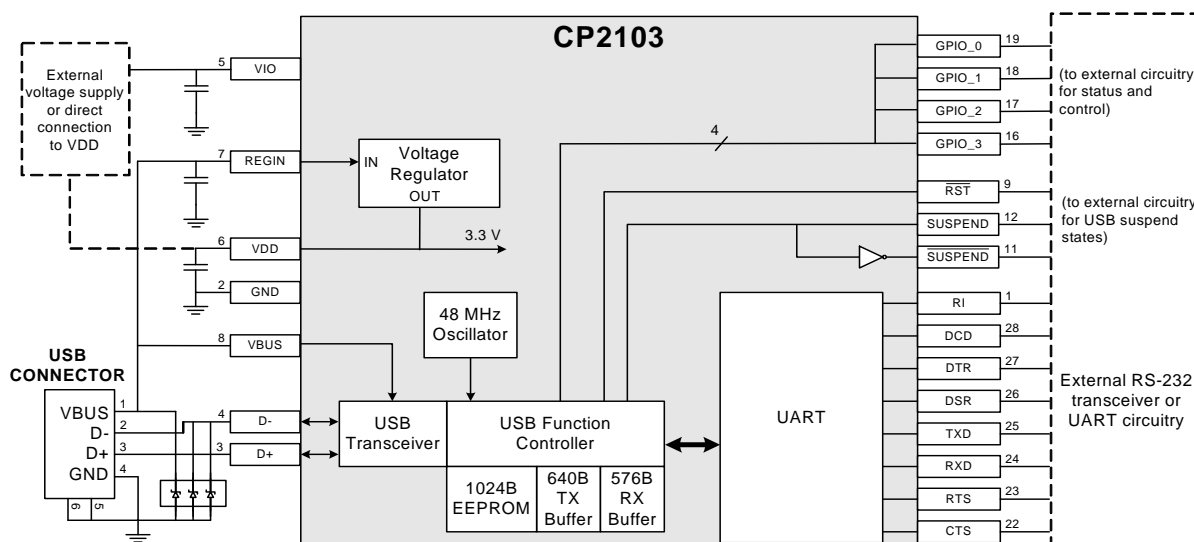 CP2103
External
voltage supply
or direct
connection
to VDD
5
VIO
7
REGIN
IN
Voltage
Regulator
OUT
6
VDD
3.3 V
2
GND
8
VBUS
48 MHz
Oscillator
USB
CONNECTOR
VBUS
D-
D+
GND
1
2
3
4
6
5
4
D-
3
D+
USB
Transceiver
USB Function
Controller
1024B
EEPROM
640B
TX
Buffer
576B
RX
Buffer
UART
4
GPIO_0
19
GPIO_1
18
GPIO_2
17
GPIO_3
16
(to external circuitry
for status and
control)
RST
9
SUSPEND
12
SUSPEND
11
(to external circuitry
for USB suspend
states)
RI
1
DCD
28
DTR
27
DSR
26
TXD
25
RXD
24
RTS
23
CTS
22
External RS-232
transceiver or
UART circuitry